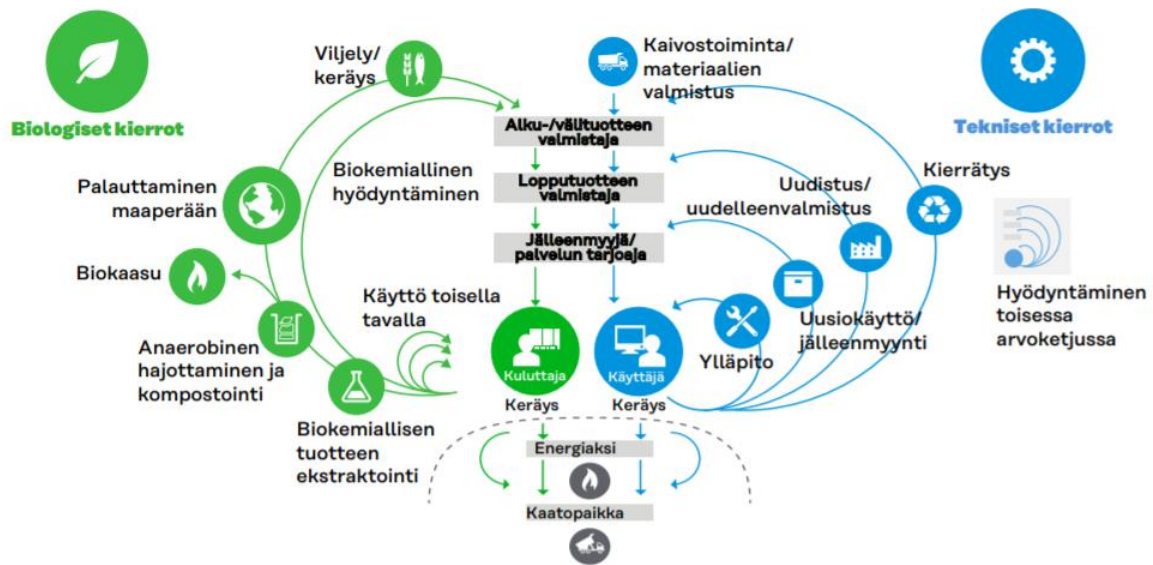 Biologiset kierrot
Viljely/
keräys
Palauttaminen
maaperään
Biokaasu
Anaerobinen
hajottaminen ja
kompostointi
Biokemiallisen
tuotteen
ekstraktointi
Biokemiallinen
hyödyntäminen
Käyttö toisella
tavalla
Kaivostoiminta/
materiaalien
valmistus
Alku-/välituotteen
valmistaja
Lopputuotteen
valmistaja
Jälleenmyyjä/
palvelun tarjoaja
Kuluttaja
Käyttäjä
Keräys
Keräys
Energiaksi
Kaatopaikka
Ylläpito
Uusiokäyttö/
jälleenmyynti
Uudistus/
uudelleenvalmistus
Kierrätys
Tekniset kierrot
Hyödyntäminen
toisessa
arvoketjussa